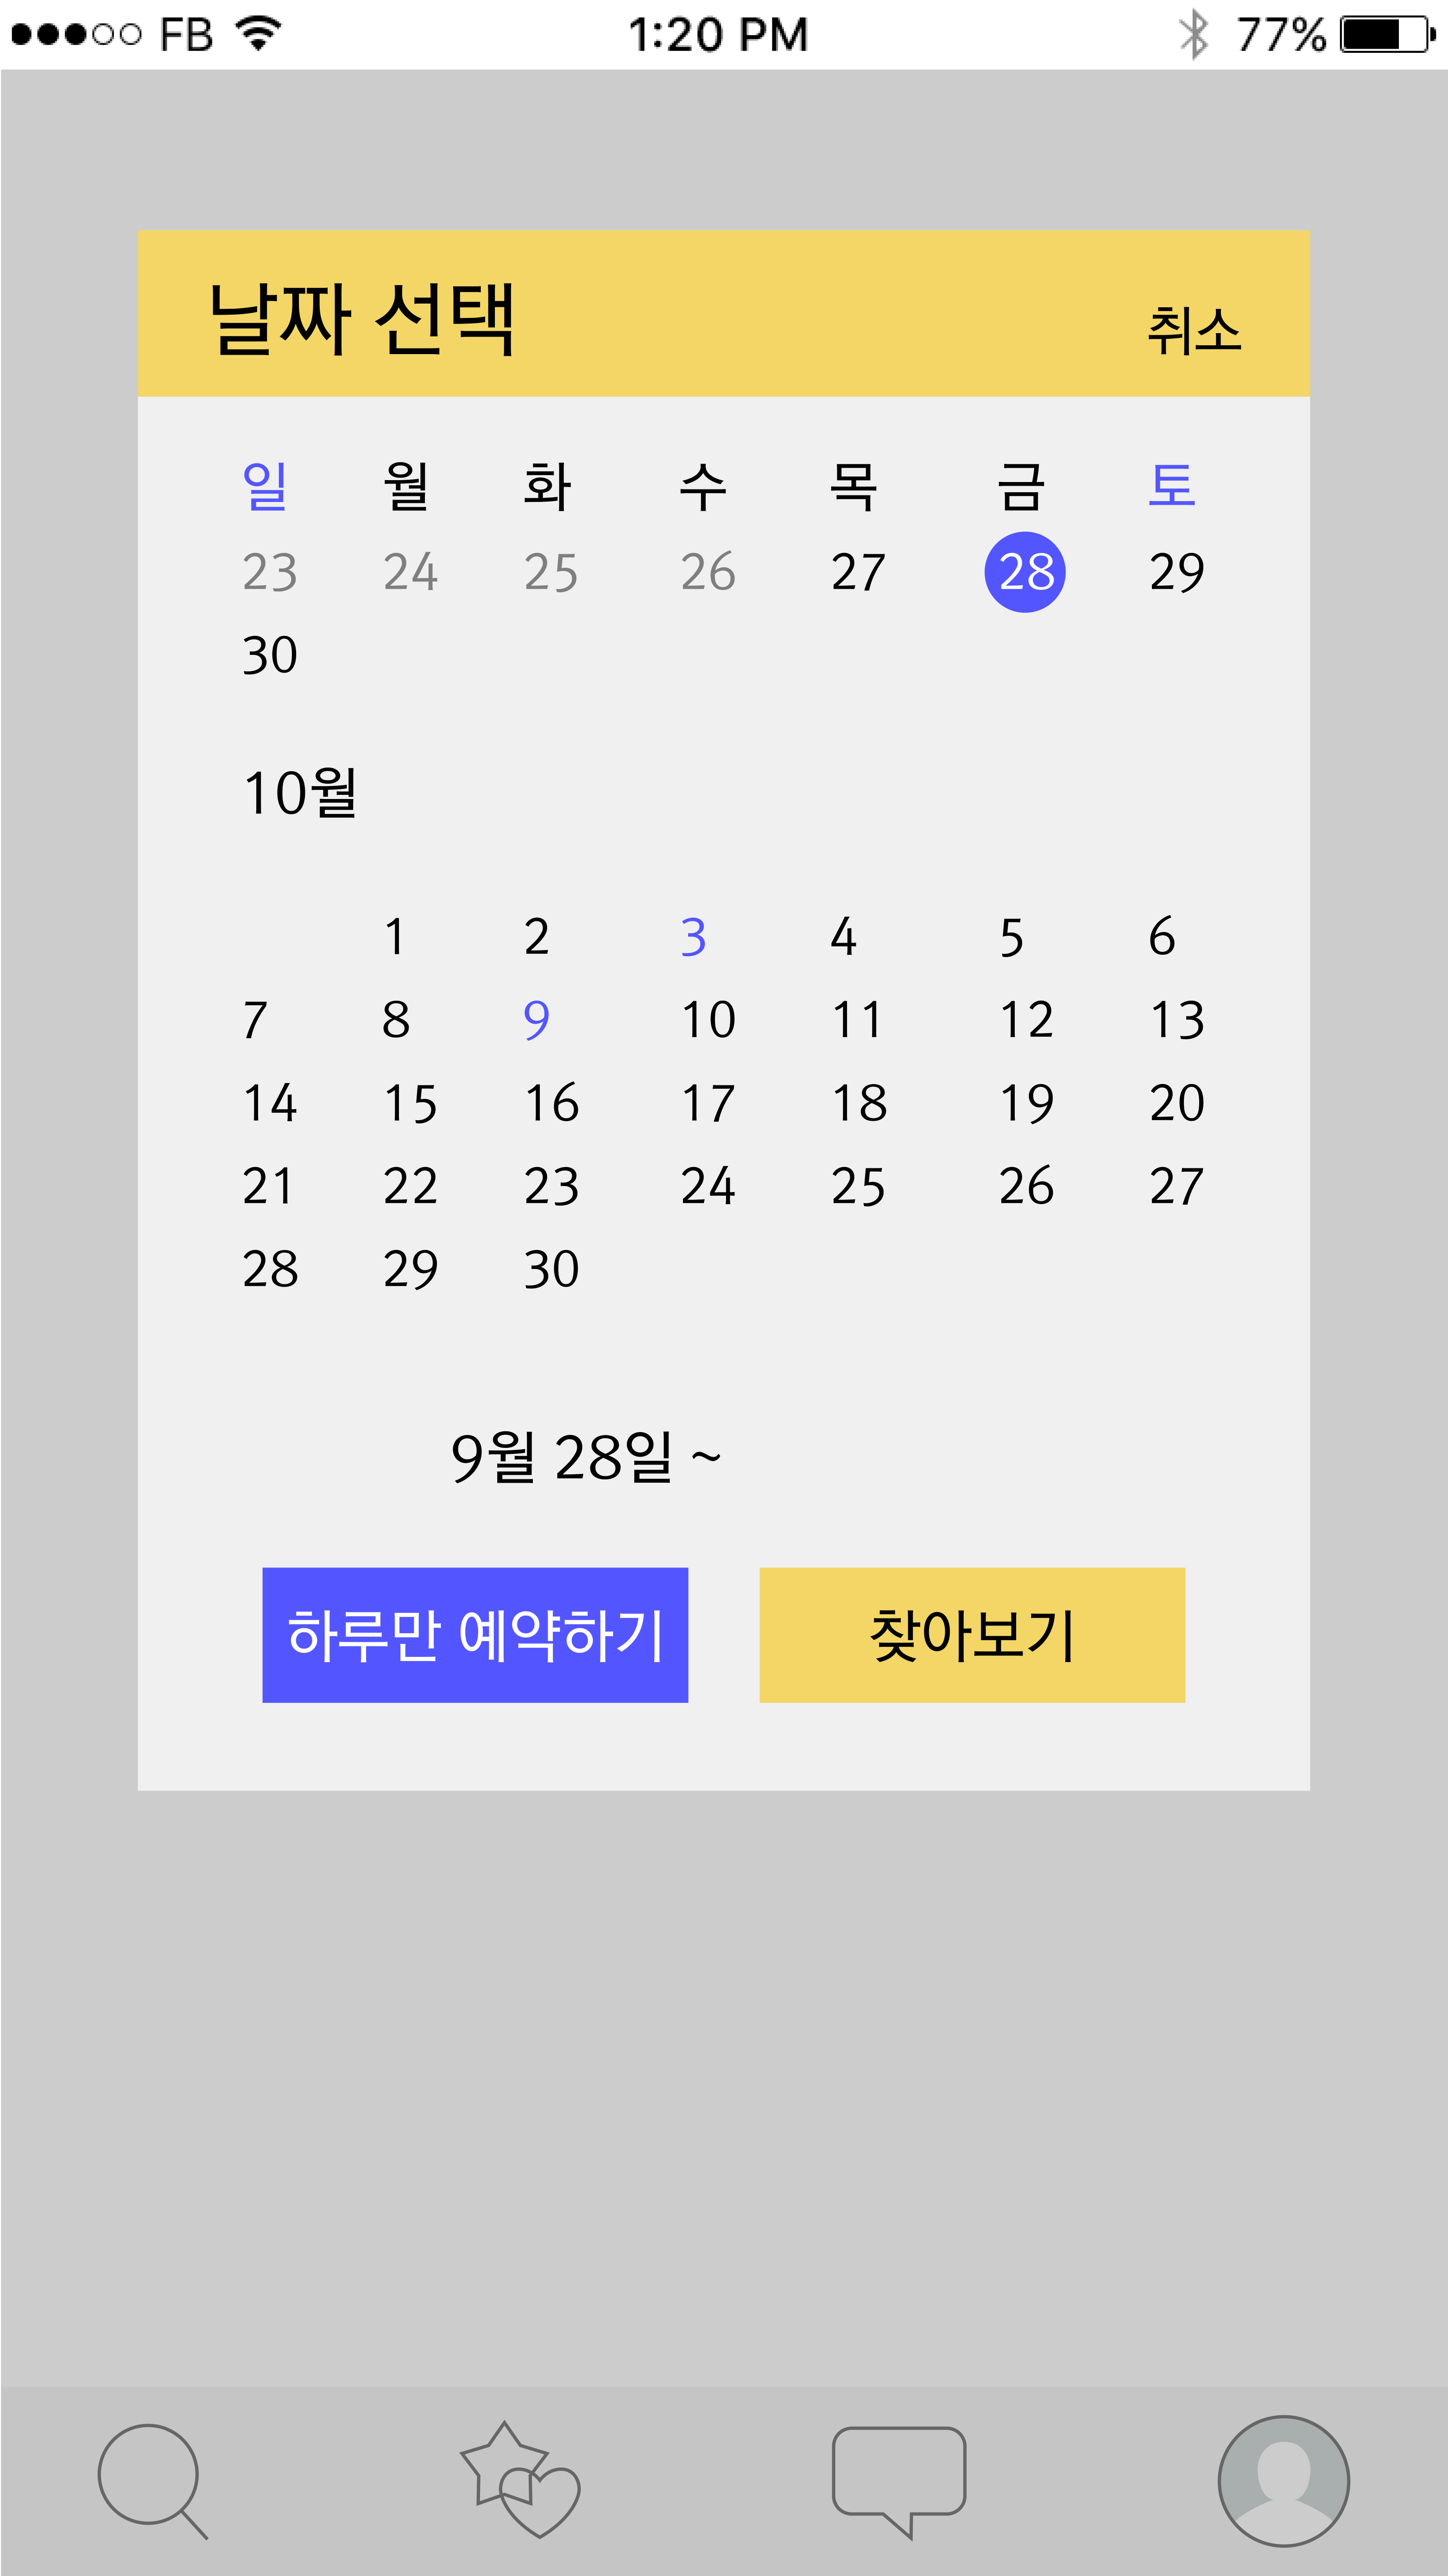 FB 1:20 PM 77%
날짜 선택 취소
일 월 화 수 목 금 토
23 24 25 26 27 28 29
30
10월
1 2 3 4 5 6
7 8 9 10 11 12 13
14 15 16 17 18 19 20
21 22 23 24 25 26 27
28 29 30
9월 28일 ~
하루만 예약하기 찾아보기